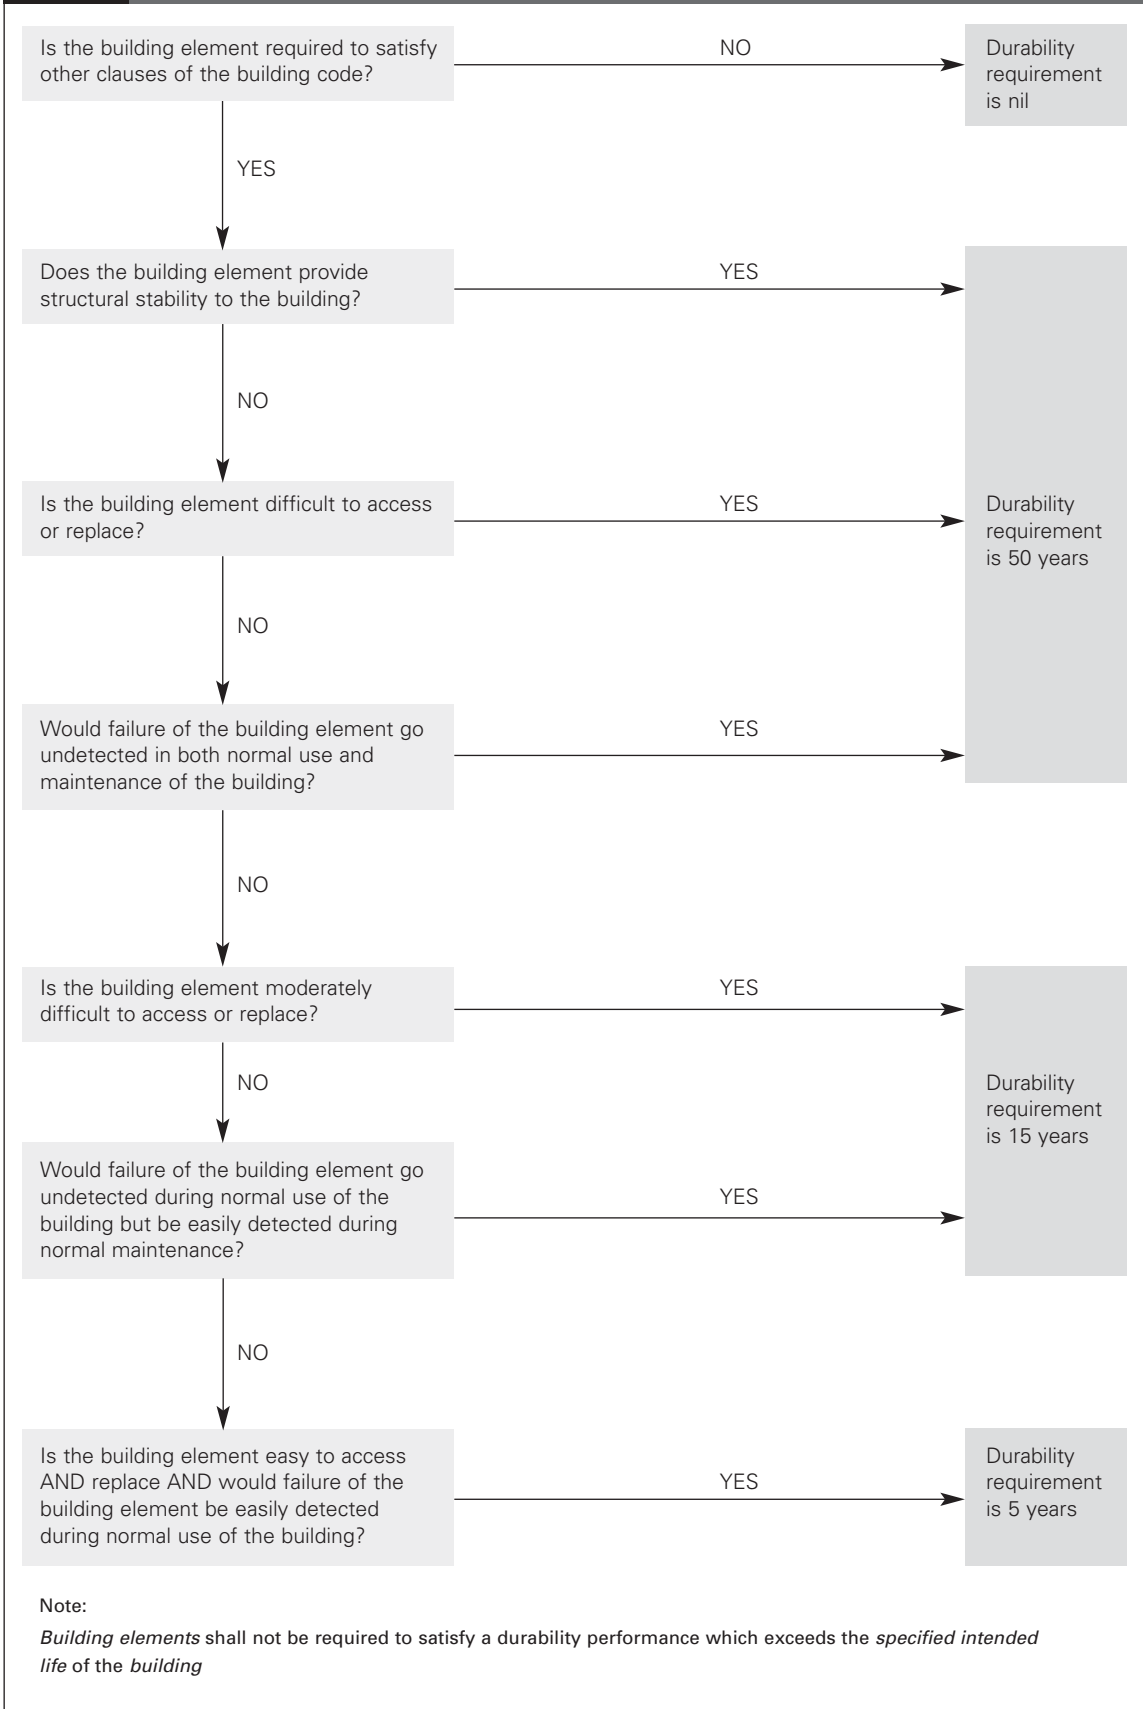 Is the building element required to satisfy
other clauses of the building code?
NO
Durability
requirement
is nil
YES
Does the building element provide
structural stability to the building?
YES
NO
Is the building element difficult to access
or replace?
YES
Durability
requirement
is 50 years
NO
Would failure of the building element go
undetected in both normal use and
maintenance of the building?
YES
NO
Is the building element moderately
difficult to access or replace?
YES
NO
Durability
requirement
is 15 years
Would failure of the building element go
undetected during normal use of the
building but be easily detected during
normal maintenance?
YES
NO
Is the building element easy to access
AND replace AND would failure of the
building element be easily detected
during normal use of the building?
YES
Durability
requirement
is 5 years
Note:
Building elements shall not be required to satisfy a durability performance which exceeds the specified intended
life of the building